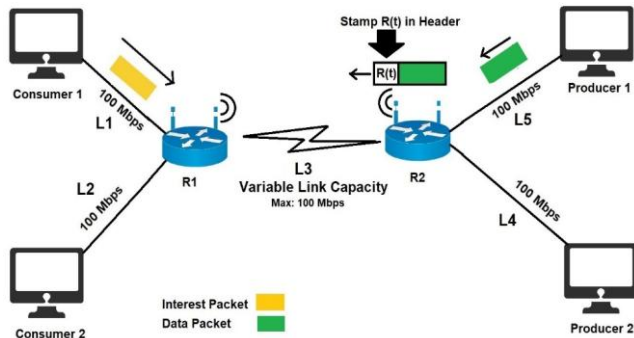 Stamp R(t) in Header
R(t)
Consumer 1
Producer 1
100 Mbps
L1
100 Mbps
L5
R1
L3
R2
Variable Link Capacity
Max: 100 Mbps
L2
100 Mbps
100 Mbps
L4
Interest Packet
Data Packet
Consumer 2
Producer 2